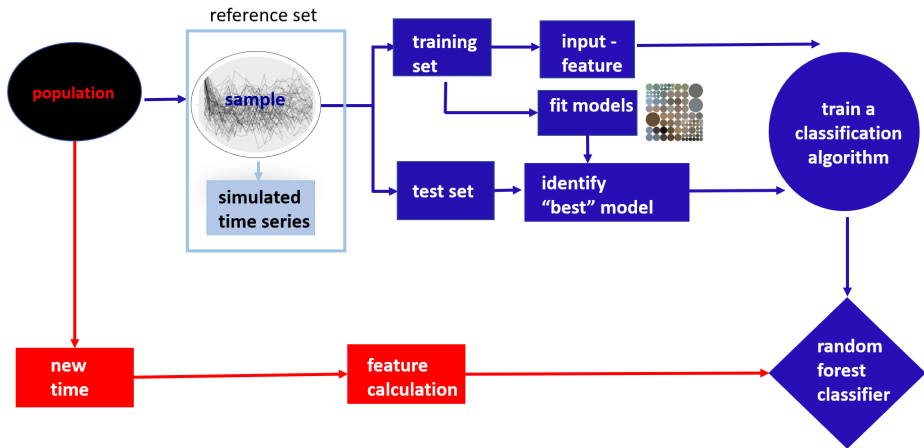 reference set
population
sample
simulated
time series
training
set
input -
feature
fit models
test set
identify
“best” model
train a
classification
algorithm
new
time
feature
calculation
random
forest
classifier